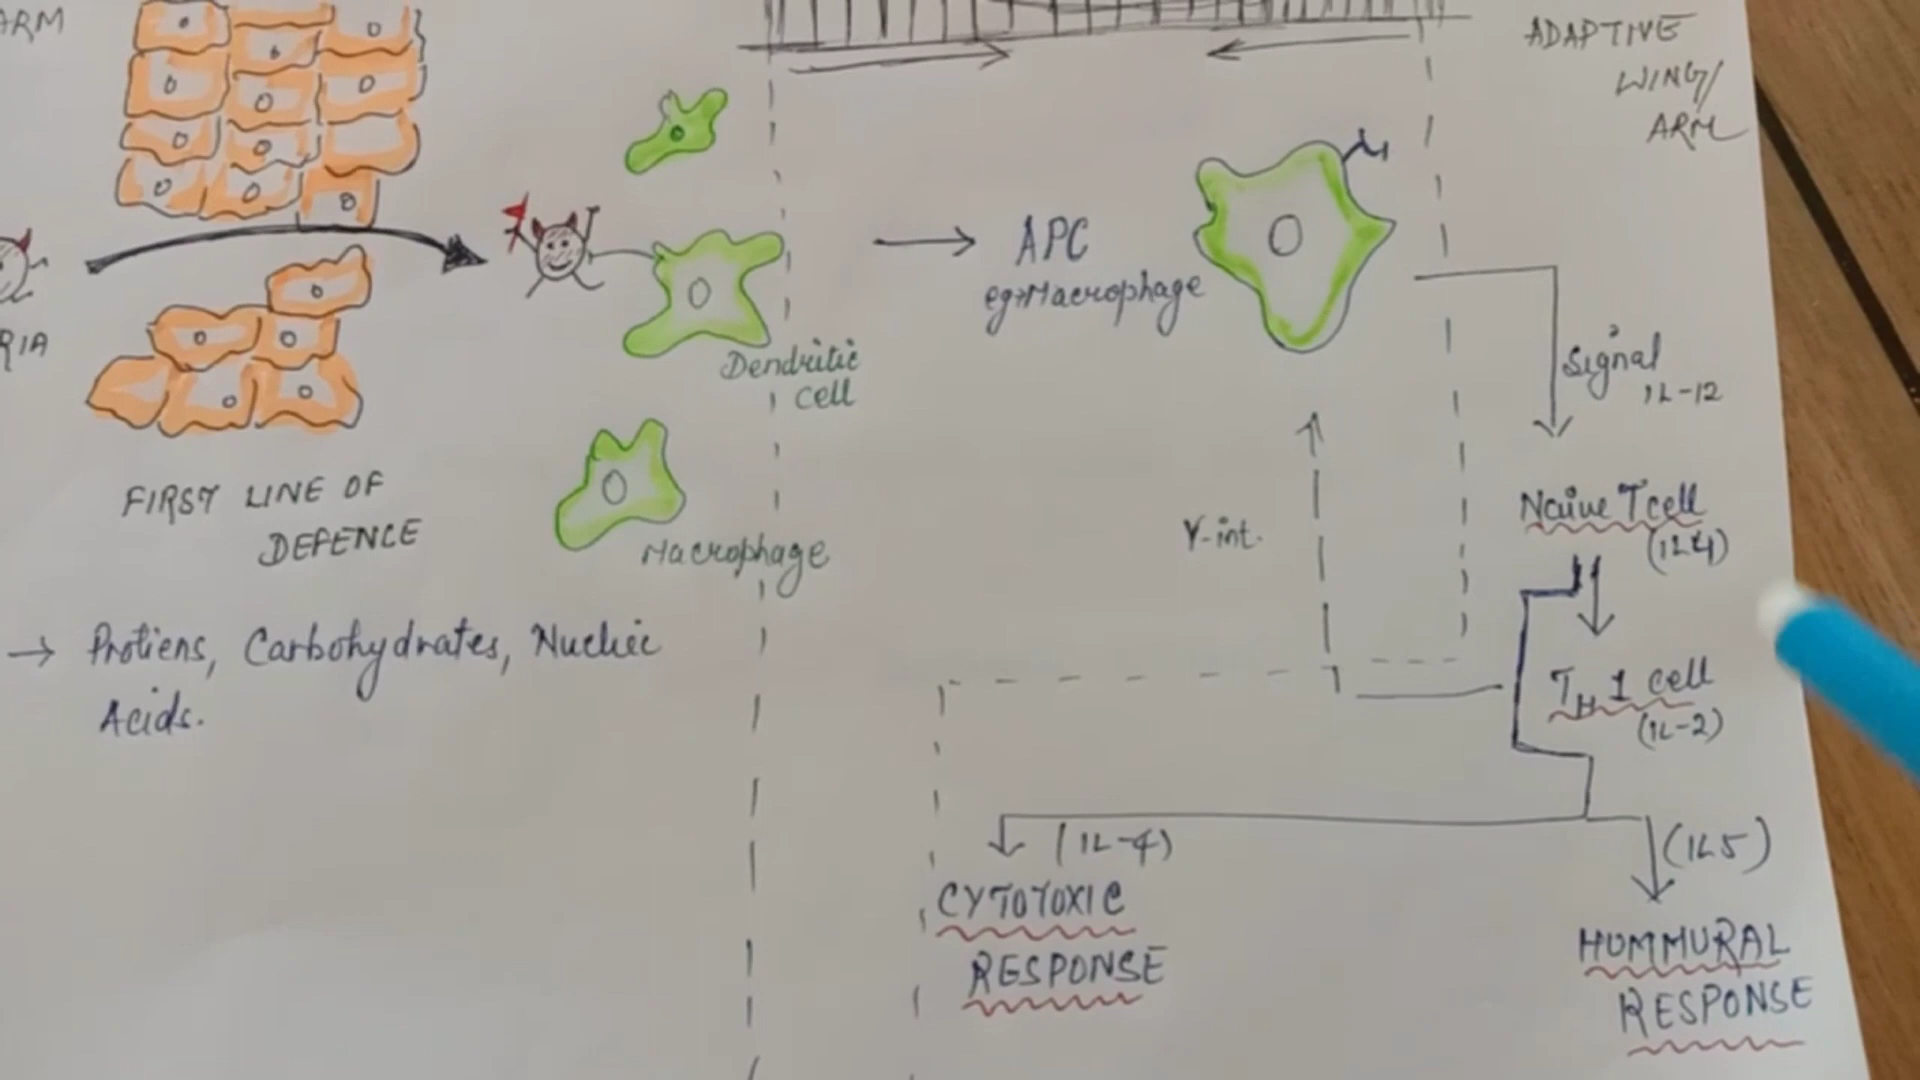 ARM
ADAPTIVE
WING/
ARM
RIA
Dendritic
cell
APC
eg→Macrophage
Signal
IL-12
FIRST LINE OF
DEFENCE
Macrophage
γ-int.
Naive T cell
(IL4)
→ Protiens, Carbohydrates, Nucleic
Acids.
TH 1 cell
(IL-2)
(IL-4)
(IL5)
CYTOTOXIC
RESPONSE
HUMMURAL
RESPONSE